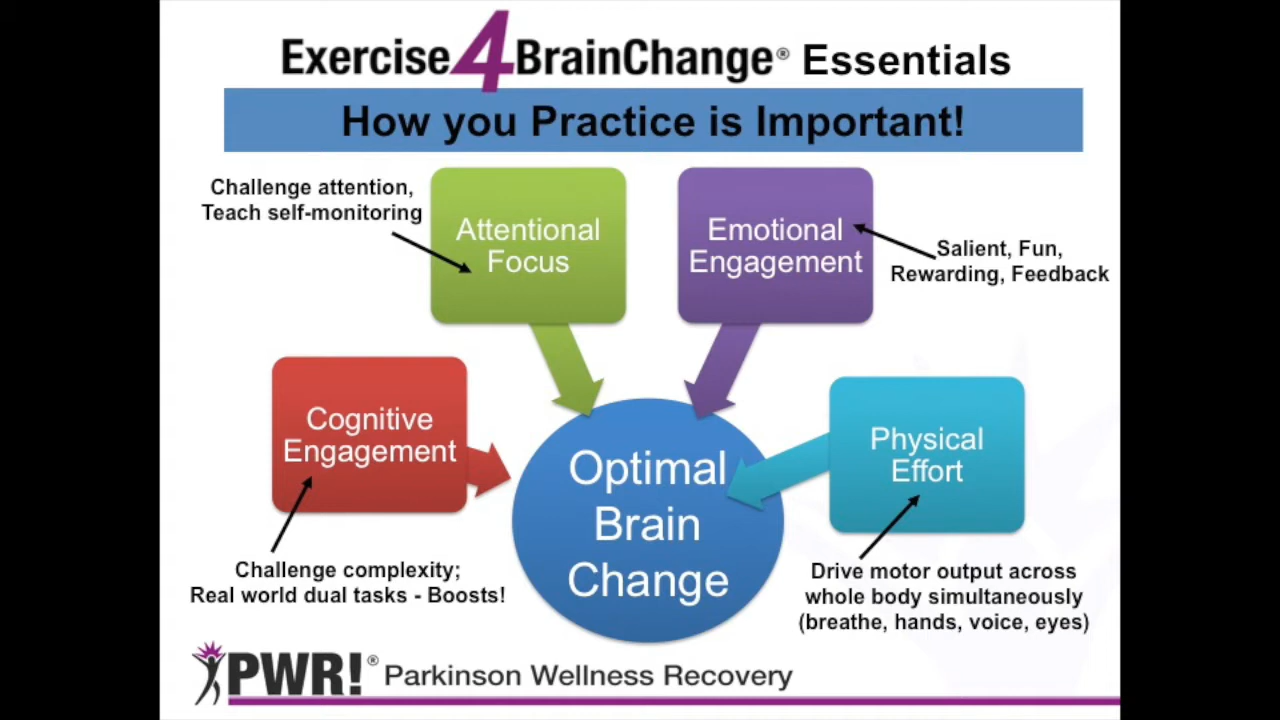 Exercise4BrainChange® Essentials
How you Practice is Important!
Challenge attention,
Teach self-monitoring
Attentional
Focus
Emotional
Engagement
Salient, Fun,
Rewarding, Feedback
Cognitive
Engagement
Physical
Effort
Optimal
Brain
Change
Challenge complexity;
Real world dual tasks - Boosts!
Drive motor output across
whole body simultaneously
(breathe, hands, voice, eyes)
PWR!® Parkinson Wellness Recovery